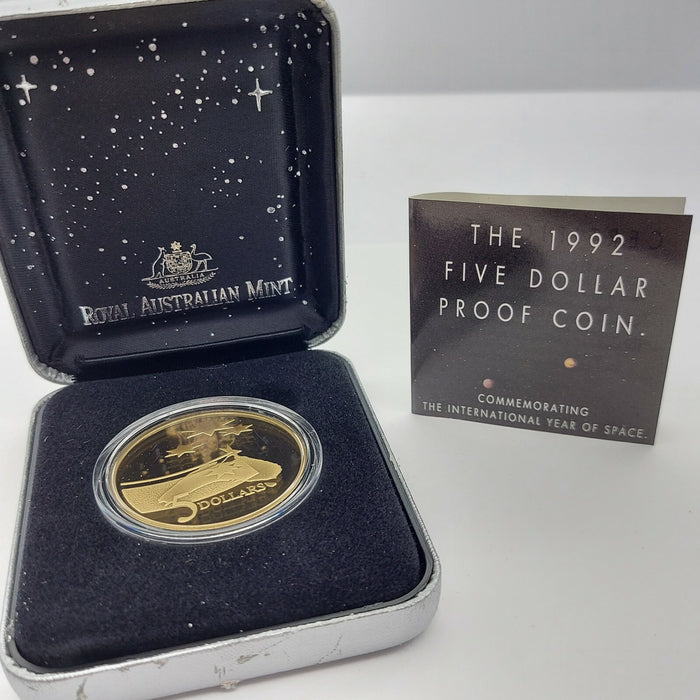 AUSTRALIA
ROYAL AUSTRALIAN MINT
5 DOLLARS
THE 1992
FIVE DOLLAR
PROOF COIN.
COMMEMORATING
THE INTERNATIONAL YEAR OF SPACE.